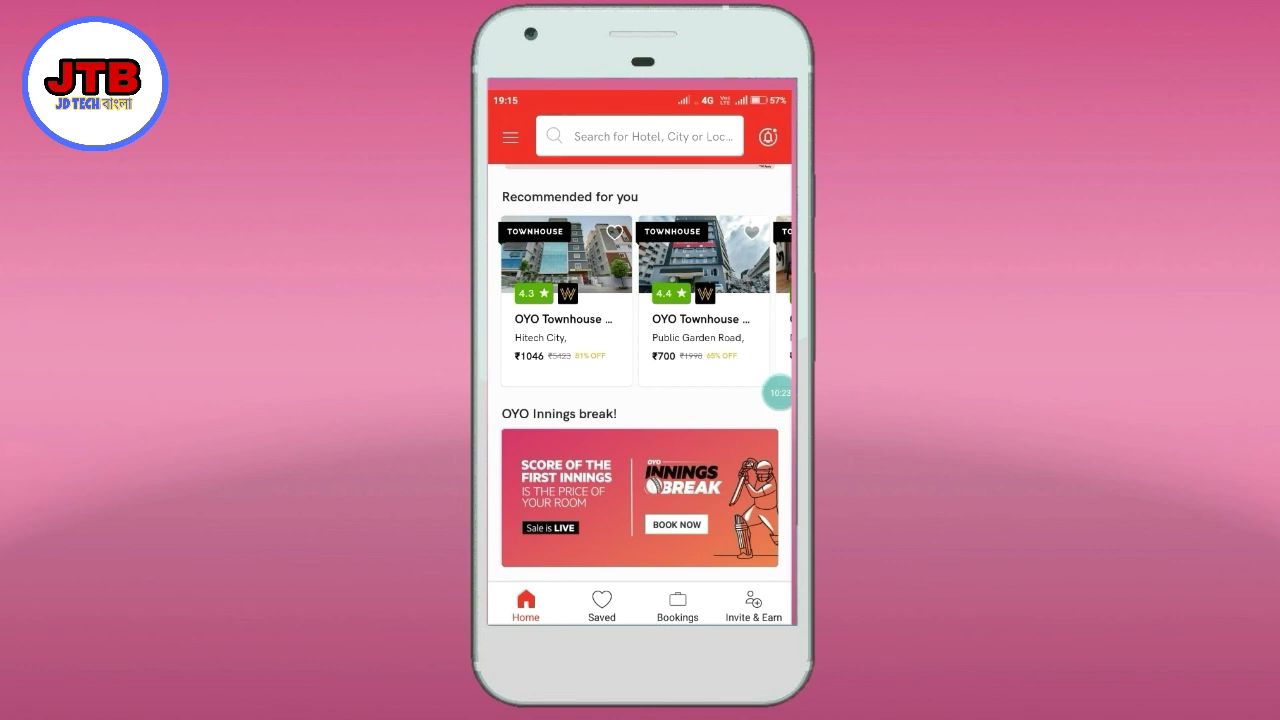 JTB
JD TECH বাংলা
19:15
4G
VoLTE
57%
Search for Hotel, City or Loc...
Recommended for you
TOWNHOUSE
TOWNHOUSE
TO
4.3 ★
W
4.4 ★
W
OYO Townhouse ...
OYO Townhouse ...
Hitech City,
Public Garden Road,
₹1046 ₹5423 81% OFF
₹700 ₹1998 65% OFF
10:23
OYO Innings break!
SCORE OF THE
FIRST INNINGS
IS THE PRICE OF
YOUR ROOM
Sale is LIVE
OYO
INNINGS
BREAK
BOOK NOW
Home
Saved
Bookings
Invite & Earn